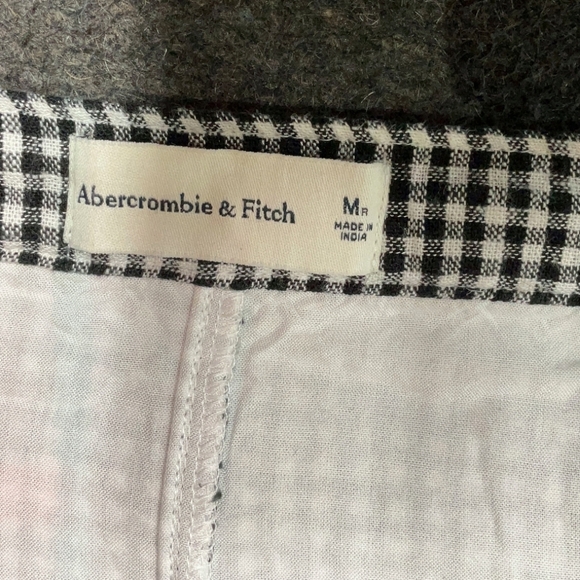 Abercrombie & Fitch
MR
MADE IN
INDIA